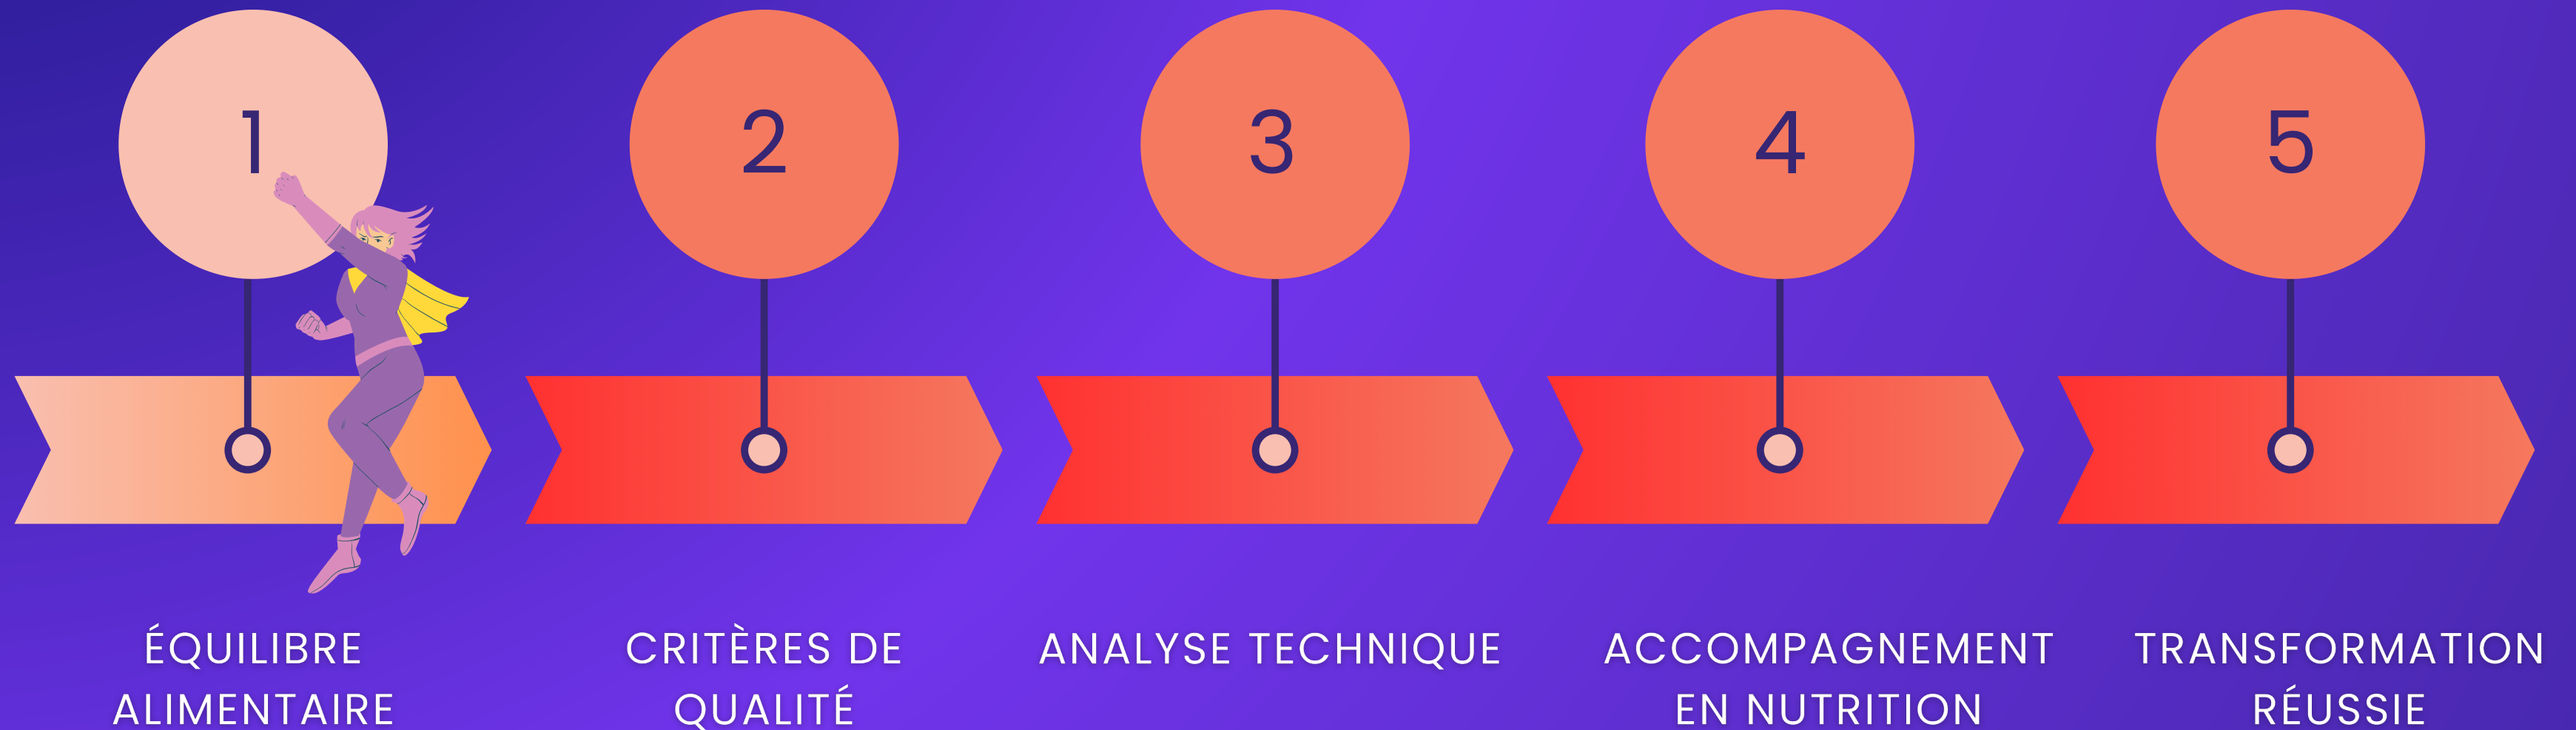 1
2
3
4
5
ÉQUILIBRE
ALIMENTAIRE
CRITÈRES DE
QUALITÉ
ANALYSE TECHNIQUE
ACCOMPAGNEMENT
EN NUTRITION
TRANSFORMATION
RÉUSSIE